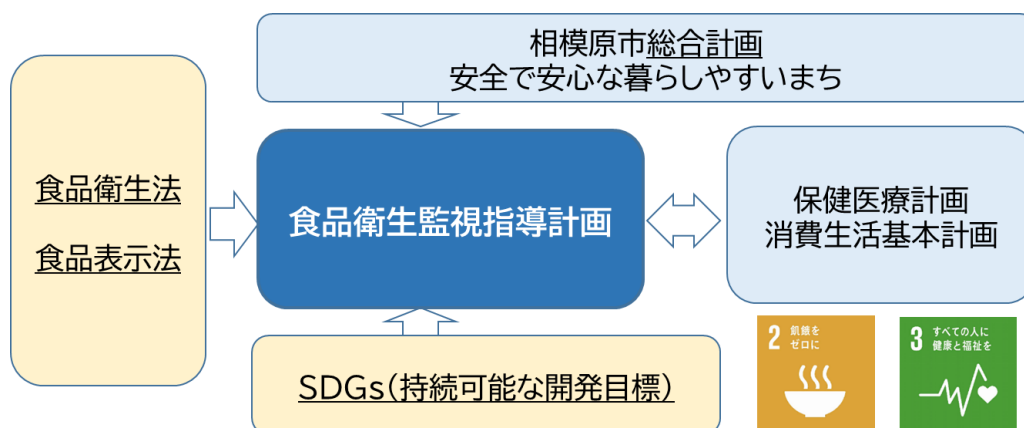 相模原市総合計画
安全で安心な暮らしやすいまち
食品衛生法
食品表示法
食品衛生監視指導計画
保健医療計画
消費生活基本計画
SDGs(持続可能な開発目標)
2 飢餓を
ゼロに
3 すべての人に
健康と福祉を